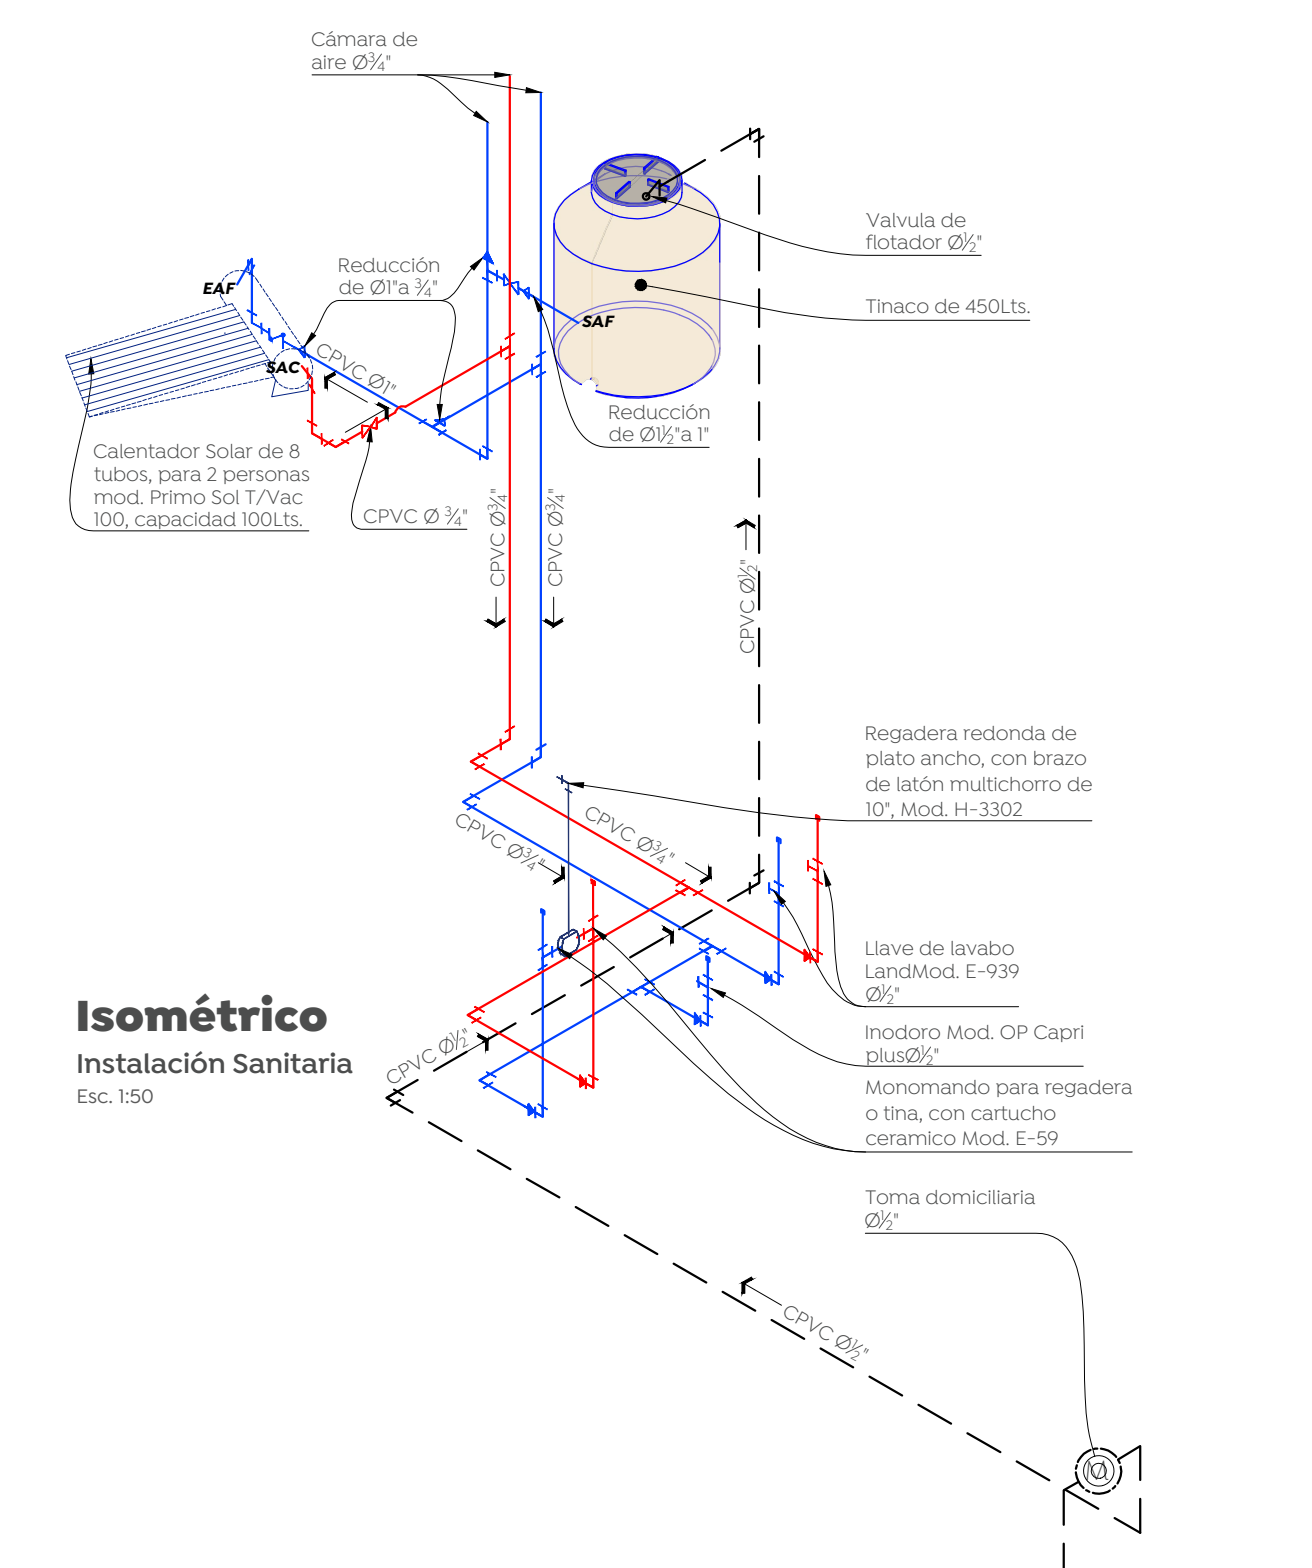 Cámara de
aire Ø¾"
Valvula de
flotador Ø½"
Reducción
de Ø1"a ¾"
EAF
Tinaco de 450Lts.
SAF
SAC
CPVC Ø1"
Reducción
de Ø1½"a 1"
Calentador Solar de 8
tubos, para 2 personas
mod. Primo Sol T/Vac
100, capacidad 100Lts.
CPVC Ø ¾"
CPVC Ø¾"
CPVC Ø¾"
CPVC Ø½"
Regadera redonda de
plato ancho, con brazo
de latón multichorro de
10", Mod. H-3302
CPVC Ø¾"
CPVC Ø¾"
Llave de lavabo
LandMod. E-939
Ø½"
Isométrico
Instalación Sanitaria
Esc. 1:50
CPVC Ø½"
Inodoro Mod. OP Capri
plusØ½"
Monomando para regadera
o tina, con cartucho
ceramico Mod. E-59
Toma domiciliaria
Ø½"
CPVC Ø½"